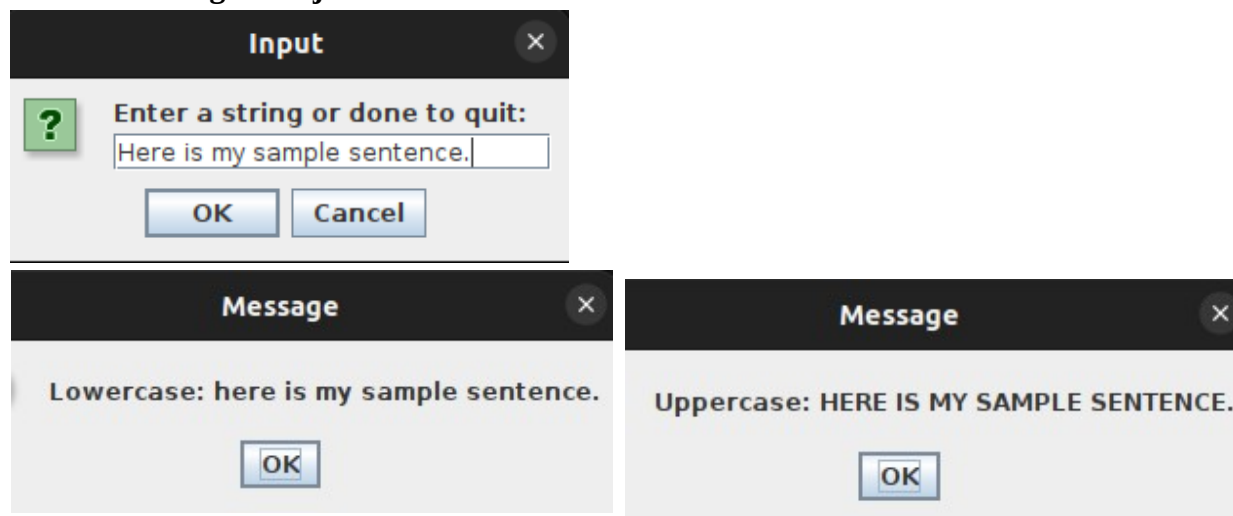 Input
×
?
Enter a string or done to quit:
Here is my sample sentence.
OK Cancel
Message ×
Lowercase: here is my sample sentence.
OK
Message ×
Uppercase: HERE IS MY SAMPLE SENTENCE.
OK